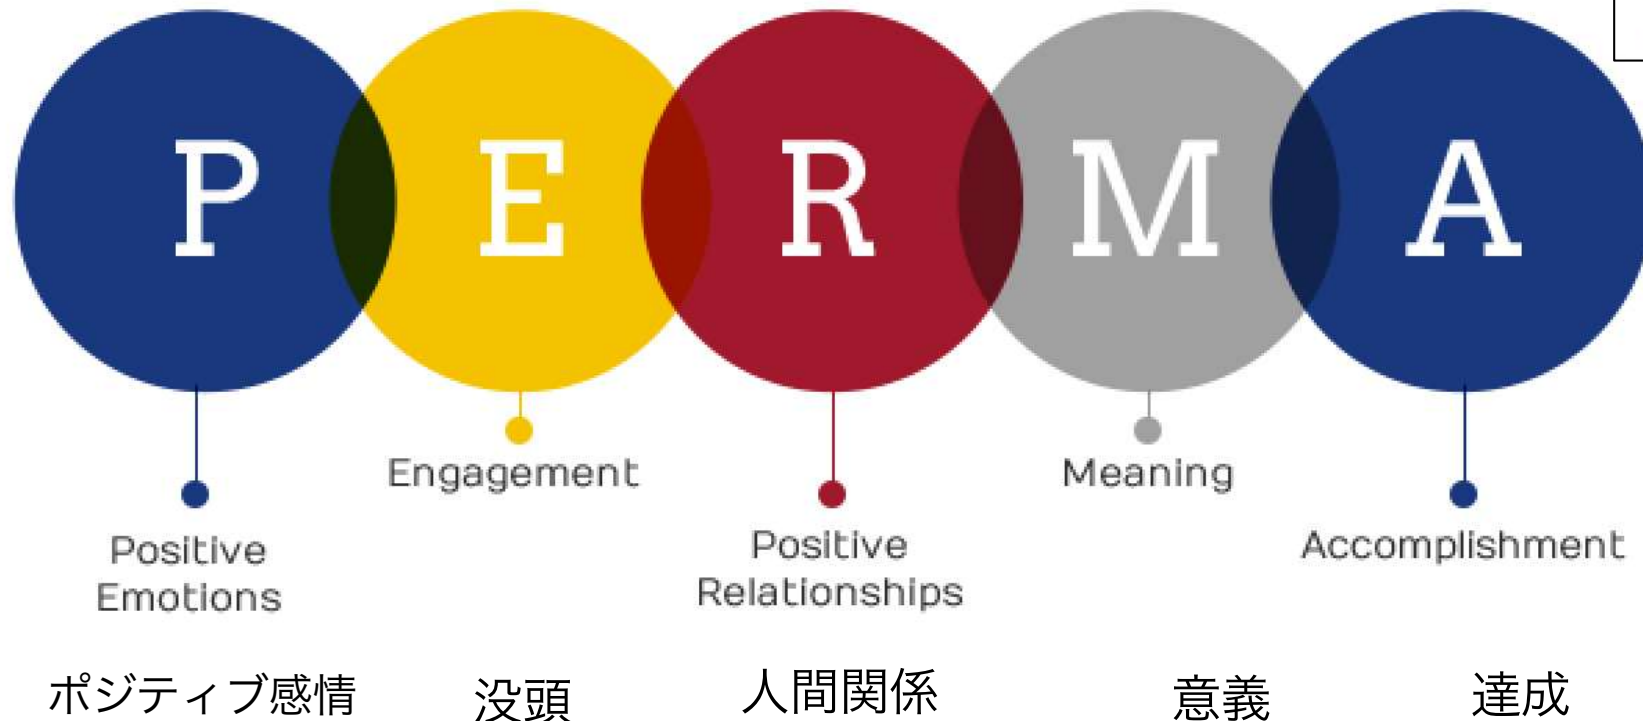 P E R M A
Engagement
Meaning
Positive
Emotions
Positive
Relationships
Accomplishment
ポジティブ感情 没頭 人間関係 意義 達成